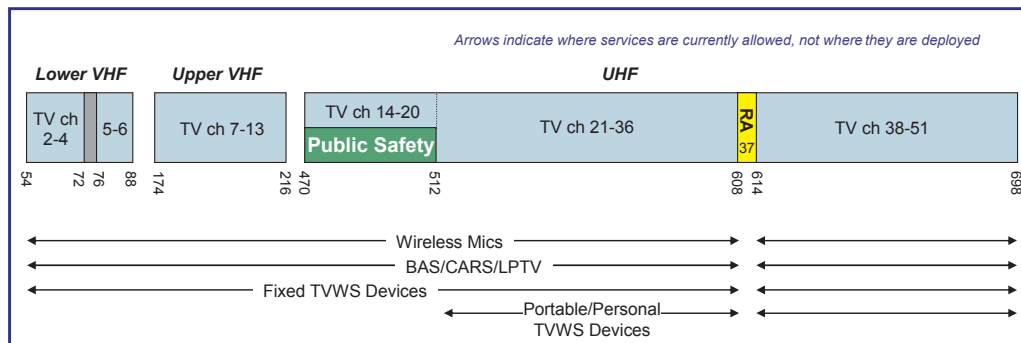 Arrows indicate where services are currently allowed, not where they are deployed
Lower VHF
Upper VHF
UHF
TV ch
2-4
5-6
TV ch 7-13
TV ch 14-20
Public Safety
TV ch 21-36
RA
37
TV ch 38-51
54
72
76
88
174
216
470
512
608
614
698
Wireless Mics
BAS/CARS/LPTV
Fixed TVWS Devices
Portable/Personal
TVWS Devices